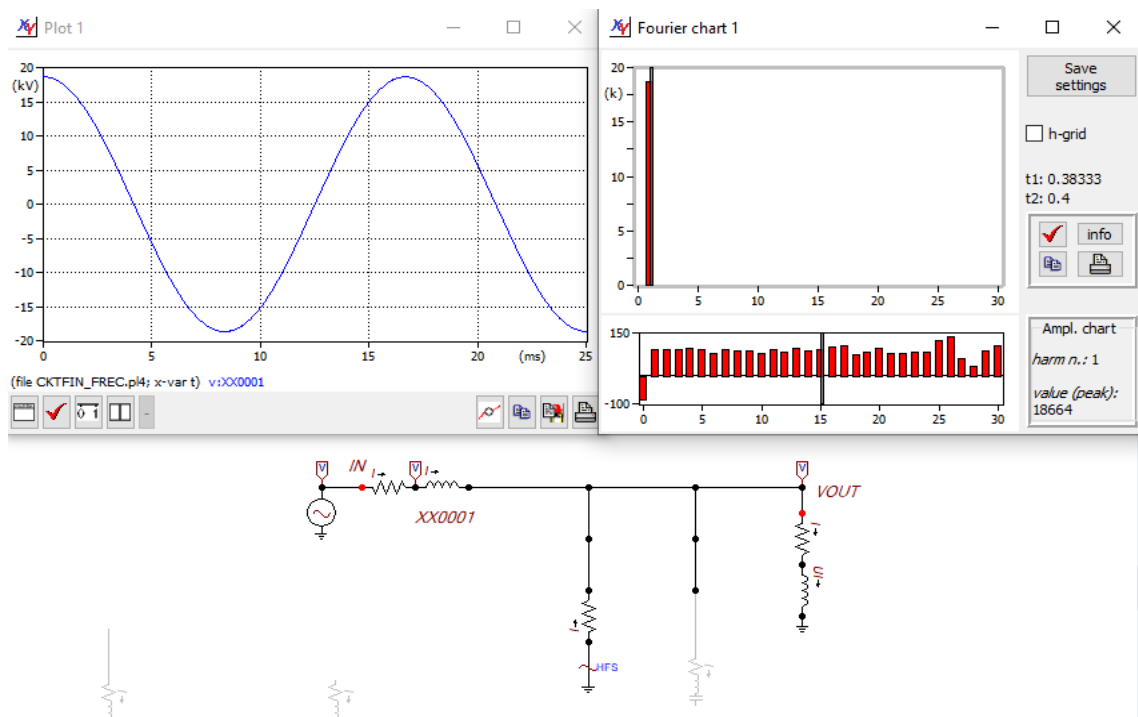 Plot 1
20
(kV)
15
10
5
0
-5
-10
-15
-20
0 5 10 15 20 (ms) 25
(file CKTFIN_FREC.pl4; x-var t) v:XX0001
Fourier chart 1
20
(k)
15
10
5
0
0 5 10 15 20 25 30
150
-100
0 5 10 15 20 25 30
Save
settings
h-grid
t1: 0.38333
t2: 0.4
info
Ampl. chart
harm n.: 1
value (peak):
18664
V IN I V I V
XX0001
VOUT
I
UI
I
HFS
I
I
I